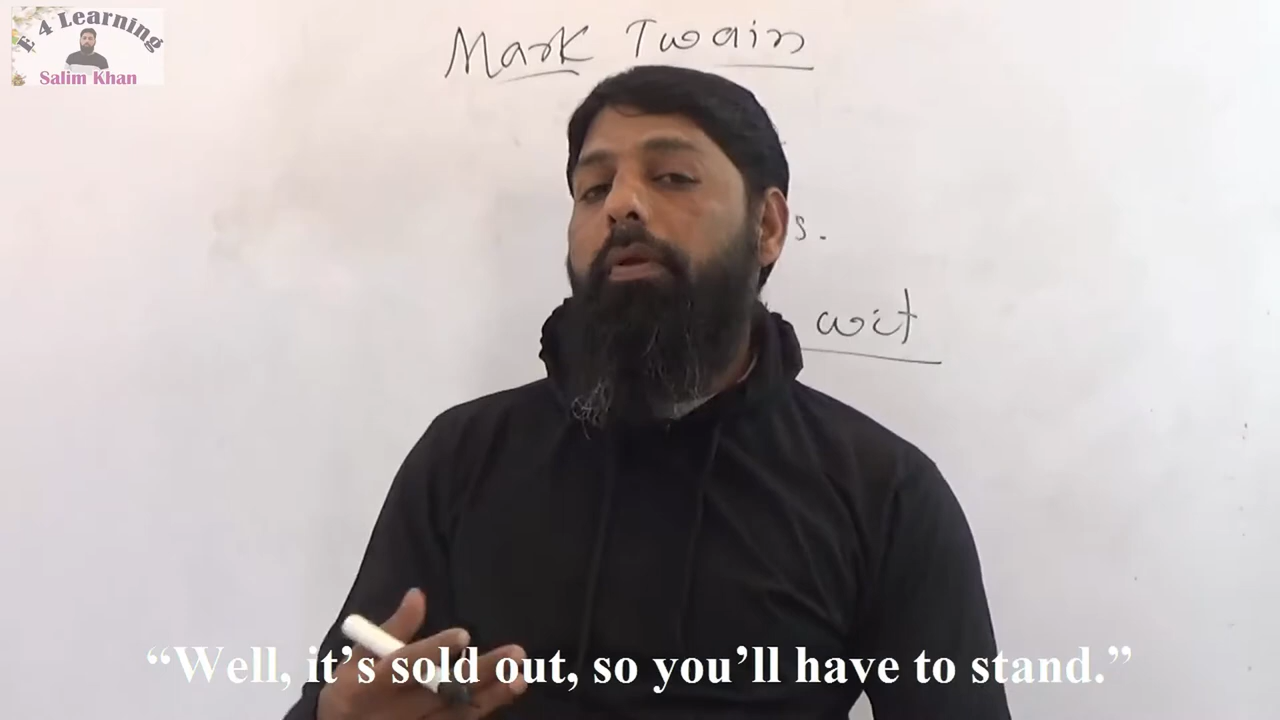 E 4 Learning
Salim Khan
Mark Twain
s.
wit
“Well, it’s sold out, so you’ll have to stand.”